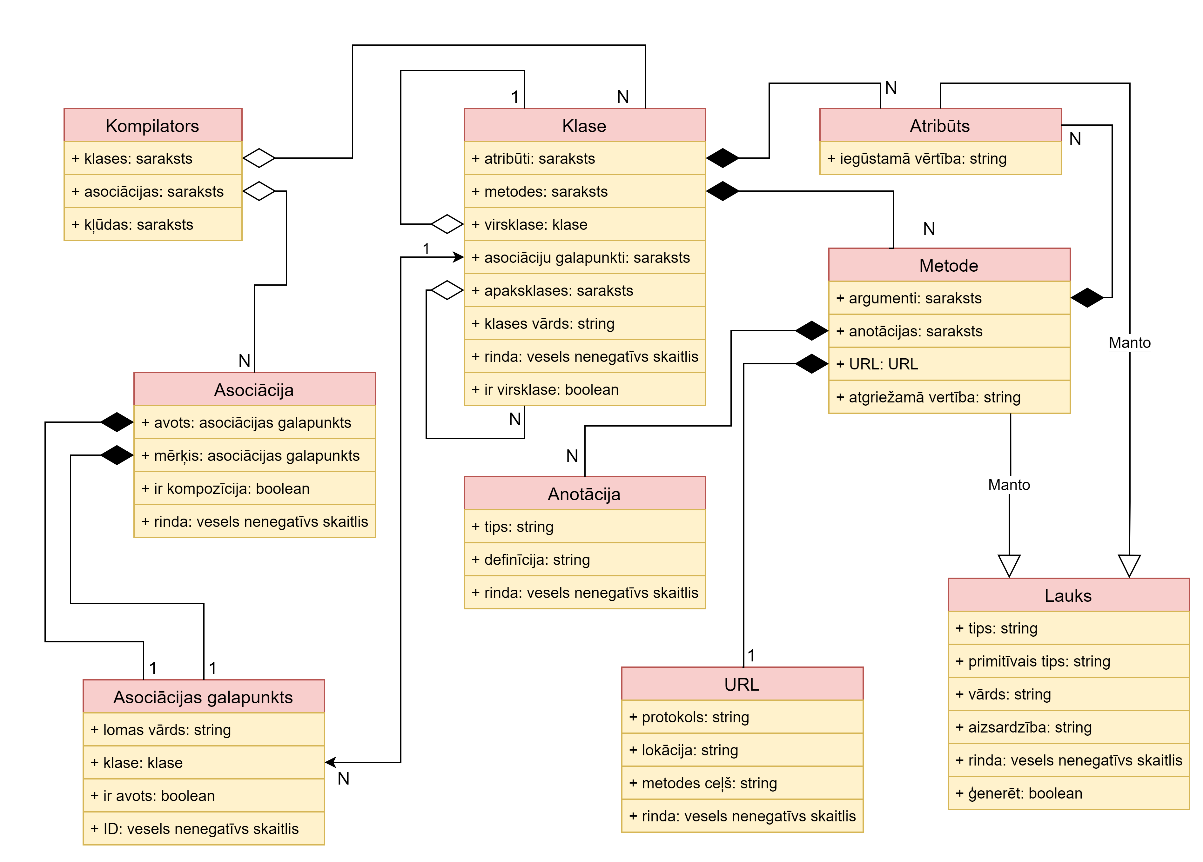 Kompilators
+ klases: saraksts
+ asociācijas: saraksts
+ kļūdas: saraksts
1
N
Klase
+ atribūti: saraksts
+ metodes: saraksts
+ virsklase: klase
+ asociāciju galapunkti: saraksts
+ apaksklases: saraksts
+ klases vārds: string
+ rinda: vesels nenegatīvs skaitlis
+ ir virsklase: boolean
1
N
N
Atribūts
+ iegūstamā vērtība: string
N
N
Metode
+ argumenti: saraksts
+ anotācijas: saraksts
+ URL: URL
+ atgriežamā vertība: string
Manto
Manto
N
Asociācija
+ avots: asociācijas galapunkts
+ mērķis: asociācijas galapunkts
+ ir kompozīcija: boolean
+ rinda: vesels nenegatīvs skaitlis
N
Anotācija
+ tips: string
+ definīcija: string
+ rinda: vesels nenegatīvs skaitlis
Lauks
+ tips: string
+ primitīvais tips: string
+ vārds: string
+ aizsardzība: string
+ rinda: vesels nenegatīvs skaitlis
+ ģenerēt: boolean
1
1
Asociācijas galapunkts
+ lomas vārds: string
+ klase: klase
+ ir avots: boolean
+ ID: vesels nenegatīvs skaitlis
N
1
URL
+ protokols: string
+ lokācija: string
+ metodes ceļš: string
+ rinda: vesels nenegatīvs skaitlis